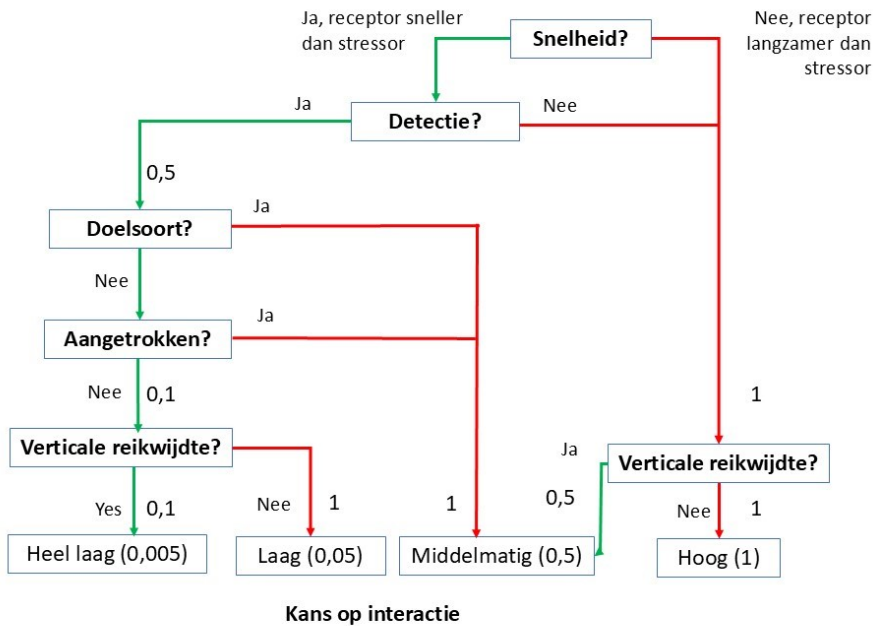 Ja, receptor sneller
dan stressor
Snelheid?
Nee, receptor
langzamer dan
stressor
Ja
Detectie?
Nee
0,5
Doelsoort?
Ja
Nee
Aangetrokken?
Ja
Nee
0,1
1
Verticale reikwijdte?
Ja
Verticale reikwijdte?
Yes
0,1
Nee
1
1
0,5
Nee
1
Heel laag (0,005)
Laag (0,05)
Middelmatig (0,5)
Hoog (1)
Kans op interactie